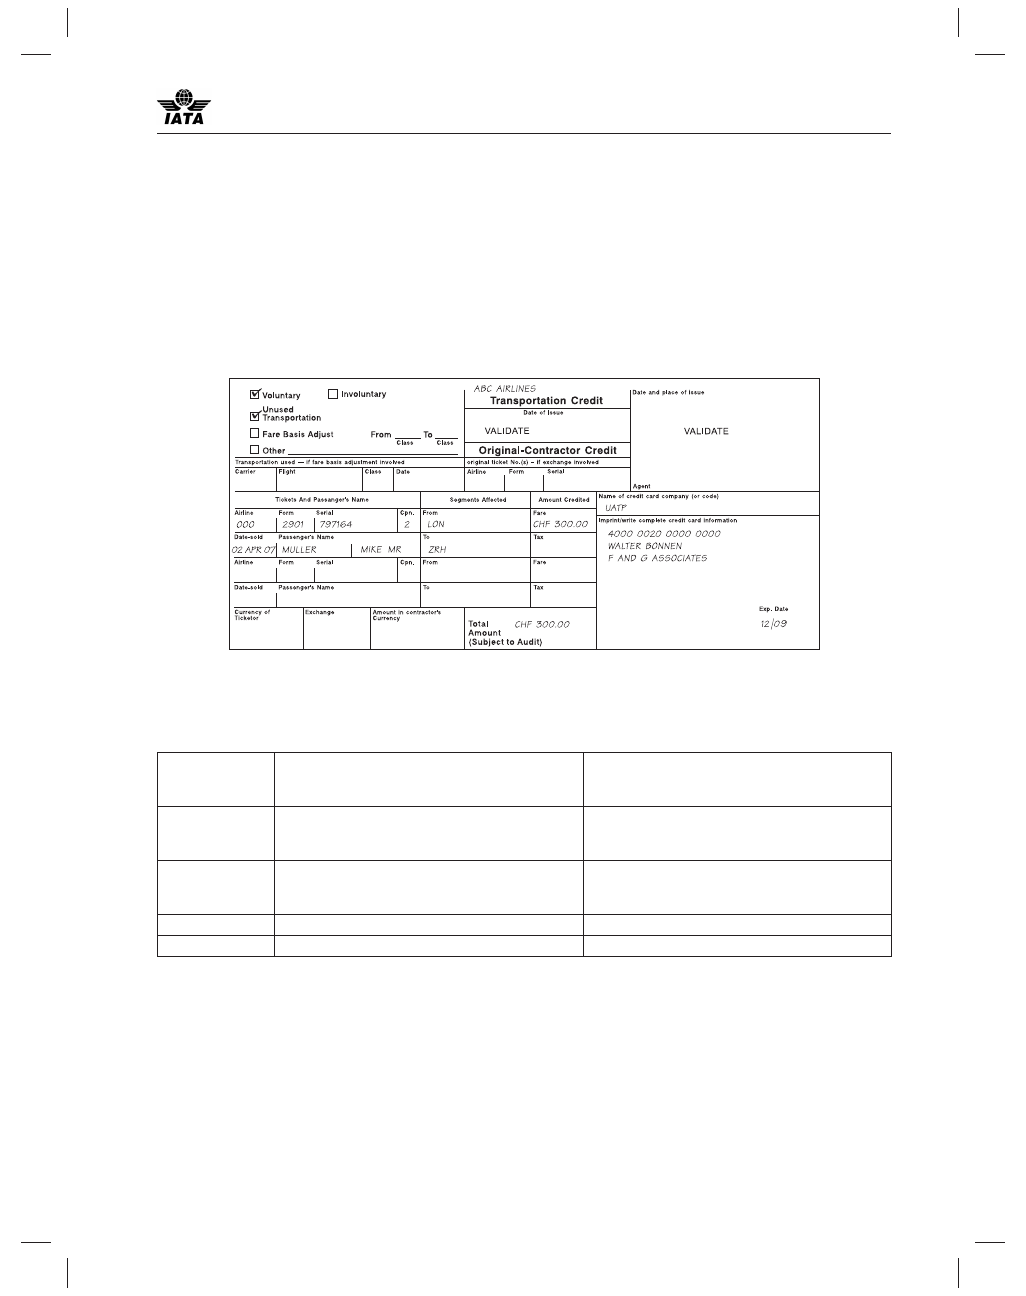 IATA
ABC AIRLINES
Voluntary Involuntary
Transportation Credit
Date and place of issue
Date of Issue
Unused
Transportation
VALIDATE
VALIDATE
Fare Basis Adjust From To
Class Class
Other
Original-Contractor Credit
Transportation used — if fare basis adjustment involved
original ticket No.(s) – if exchange involved
Carrier Flight Class Date Airline Form Serial
Agent
Tickets And Passanger's Name Segments Affected Amount Credited
Name of credit card company (or code)
UATP
Airline Form Serial Cpn. From Fare
000 2901 797164 2 LON CHF 300.00
Imprint/write complete credit card information
4000 0020 0000 0000
WALTER BONNEN
F AND G ASSOCIATES
Date-sold Passenger's Name To Tax
02 APR 07 MULLER MIKE MR ZRH
Airline Form Serial Cpn. From Fare
Date-sold Passenger's Name To Tax
Currency of
Ticketor
Exchange
Amount in contractor's
Currency
Total CHF 300.00
Amount
(Subject to Audit)
Exp. Date
12/09